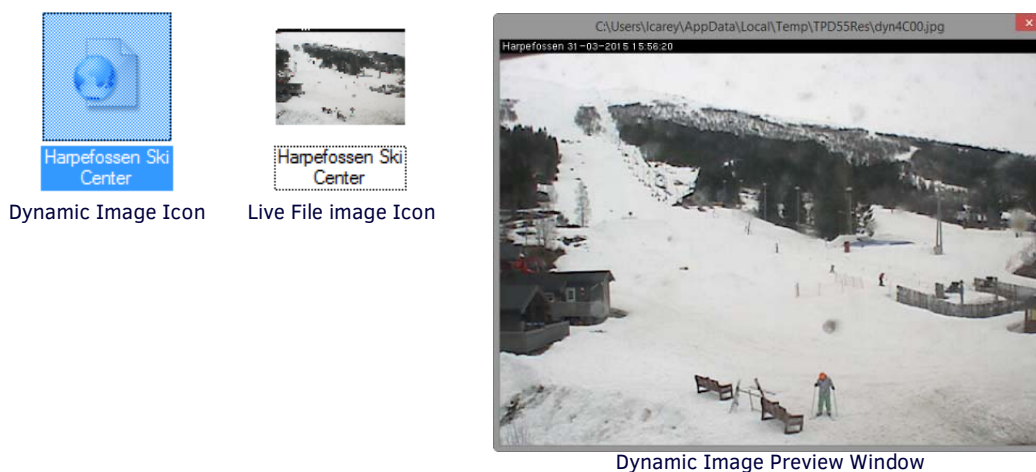 C:\Users\lcarey\AppData\Local\Temp\TPD55Res\dyn4C00.jpg
Harpefossen 31-03-2015 15:56:20
Harpefossen Ski
Center
Harpefossen Ski
Center
Dynamic Image Icon
Live File image Icon
Dynamic Image Preview Window